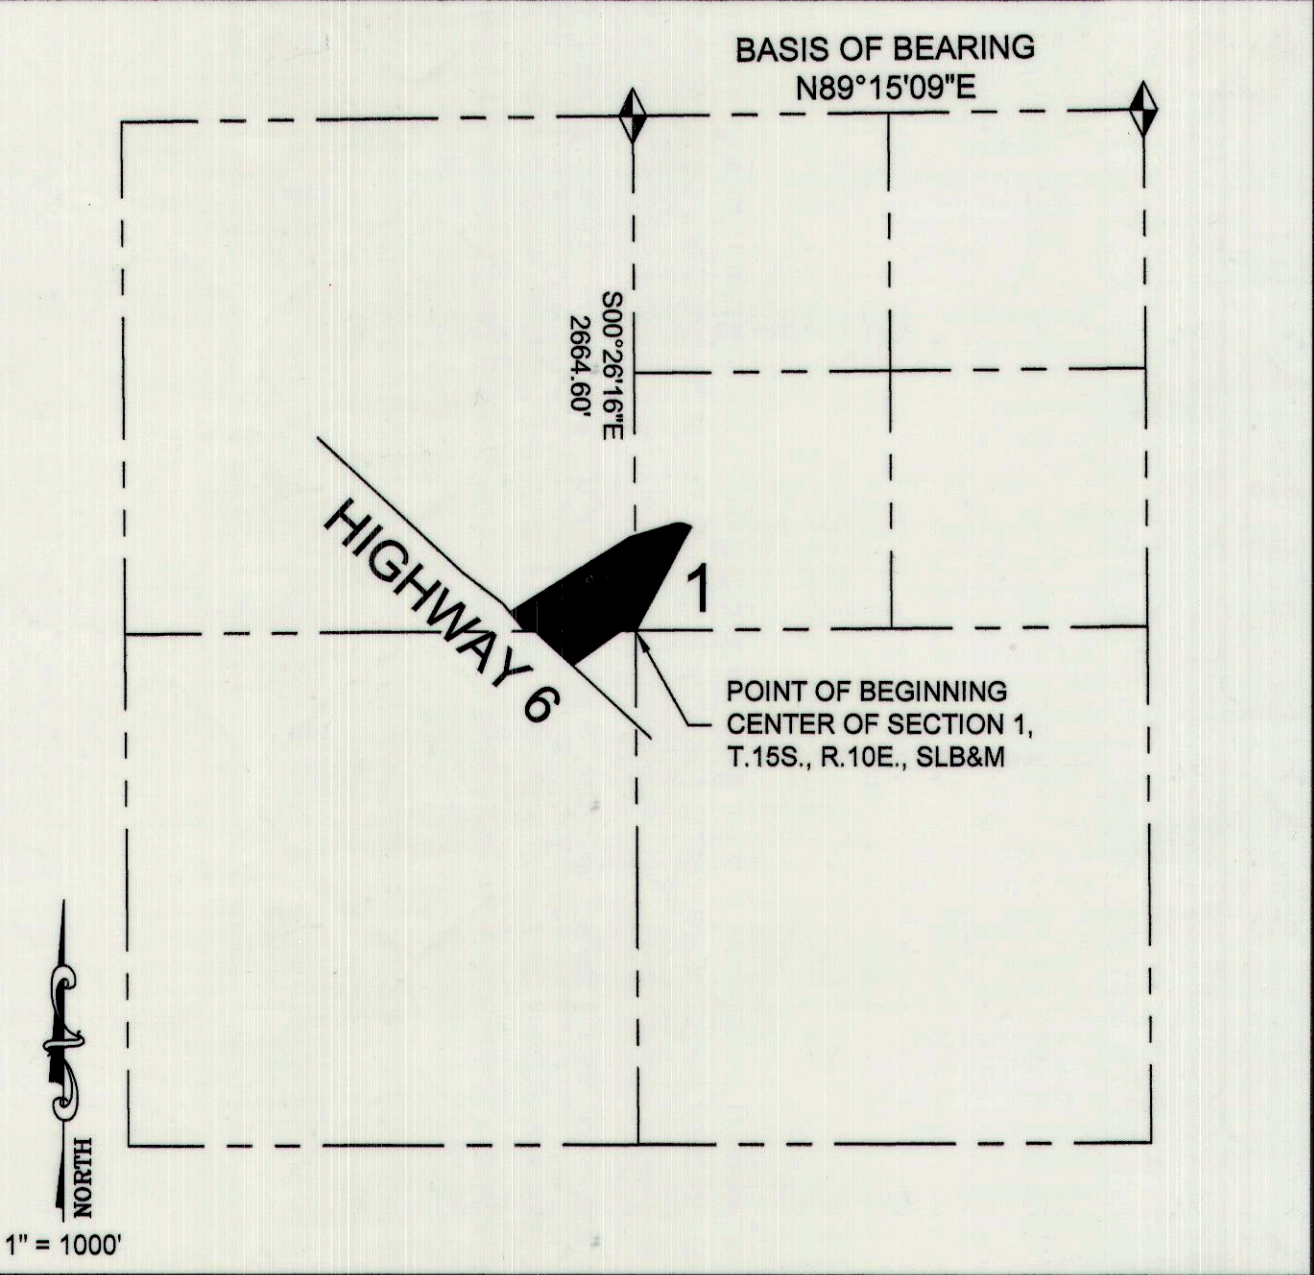 BASIS OF BEARING
N89°15'09"E
S00°26'16"E
2664.60'
HIGHWAY 6
1
POINT OF BEGINNING
CENTER OF SECTION 1,
T.15S., R.10E., SLB&M
NORTH
1" = 1000'